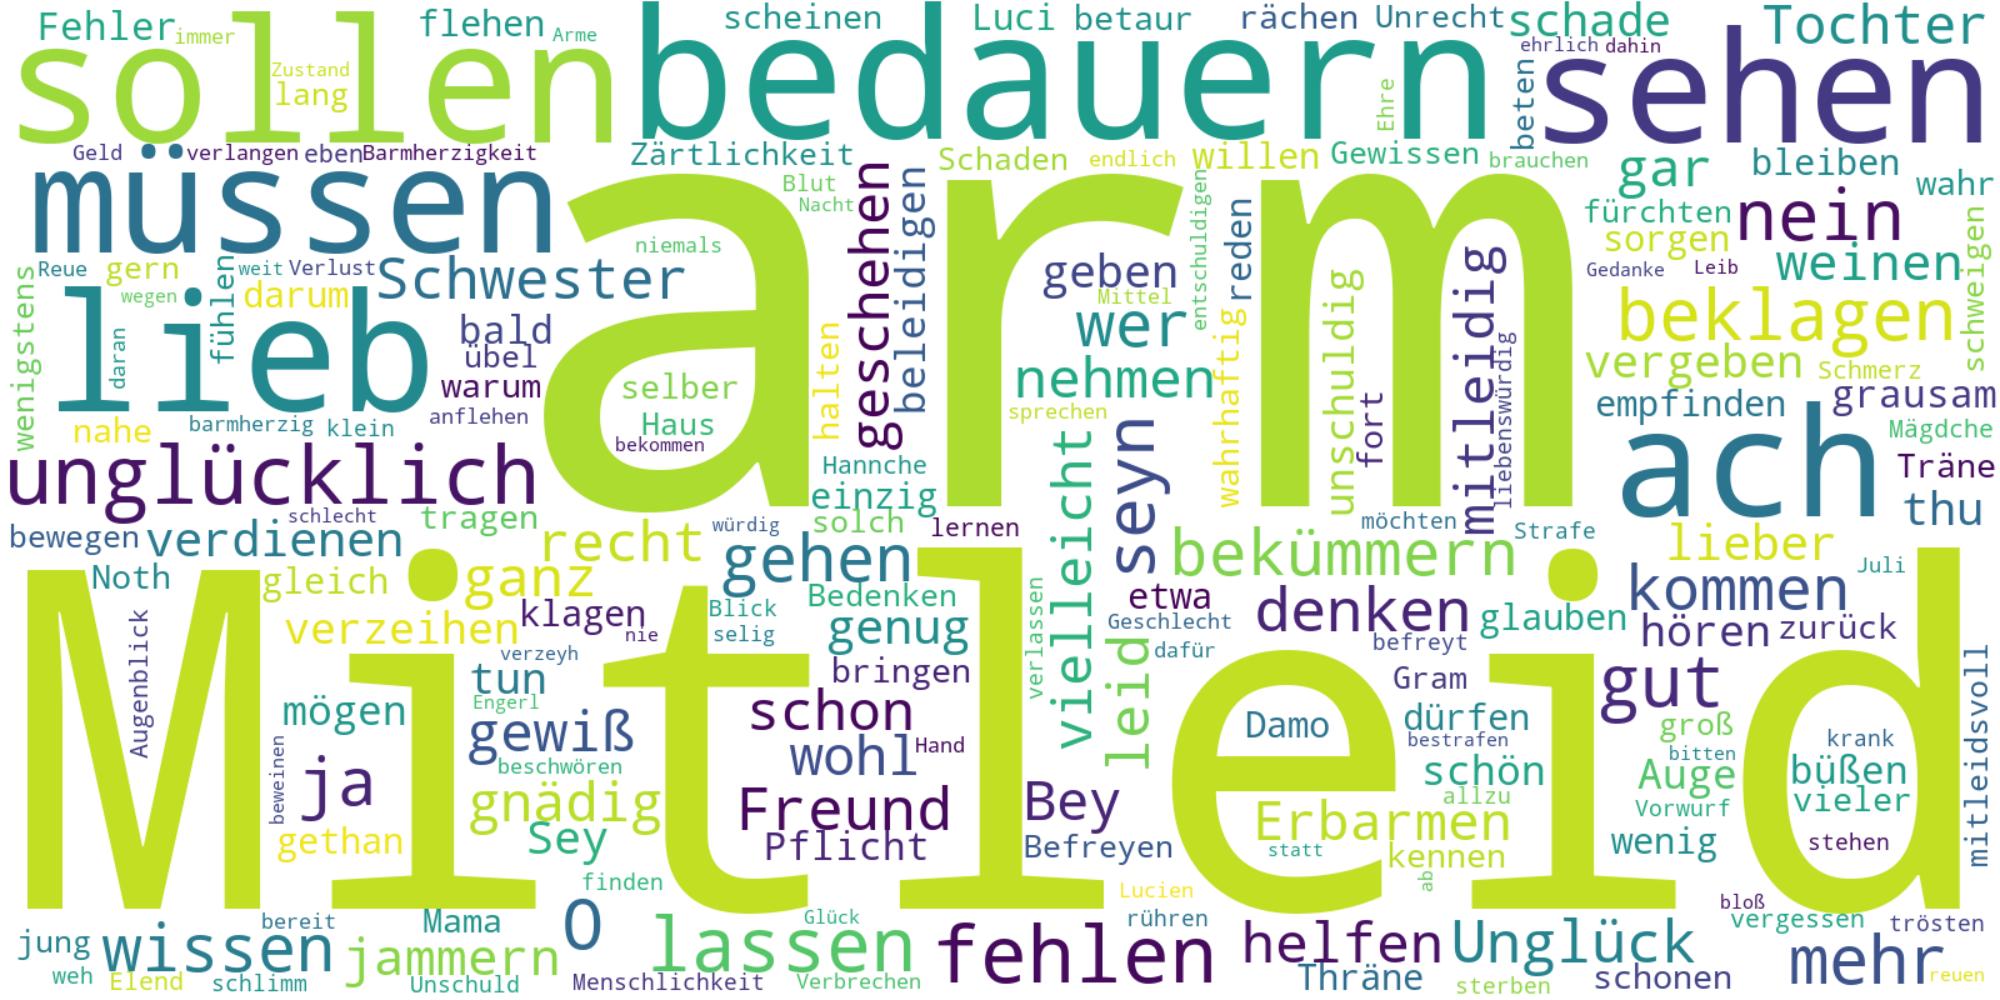 Fehler
immer
flehen
Arme
scheinen
Luci
betaur
rächen
Unrecht
schade
Tochter
sollen
bedauern
sehen
ehrlich
dahin
Zustand
lang
Ehre
beten
Geld
verlangen
eben
Barmherzigkeit
Zärtlichkeit
Schaden
endlich
willen
Gewissen
brauchen
gar
bleiben
wahr
müssen
arm
Blut
Nacht
geschehen
beleidigen
entschuldigen
fürchten
nein
sorgen
weinen
schweigen
niemals
reden
Reue
gern
fühlen
weit
Verlust
Schwester
wegen
darum
geben
Mittel
Gedanke
Leib
wenigstens
lieb
daran
bald
übel
warum
anflehen
selber
Haus
bekommen
halten
wer
nehmen
sprechen
wahrhaftig
unschuldig
fort
mitleidig
liebenswürdig
beklagen
vergeben
Schmerz
empfinden
grausam
nahe
barmherzig
klein
ach
Mägdche
Träne
thu
unglücklich
schlecht
Hannche
einzig
solch
lernen
vielleicht
seyn
möchten
Strafe
bewegen
verdienen
tragen
recht
würdig
gehen
bekümmern
lieber
Juli
Noth
gleich
ganz
Mitleid
Bedenken
etwa
denken
glauben
kommen
Augenblick
verzeihen
klagen
nie
Blick
selig
genug
verlassen
Geschlecht
dafür
befreyt
hören
zurück
verzeyh
tun
Engerl
bringen
leid
Gram
gut
mitleidsvoll
mögen
gewiß
schon
wohl
Hand
Damo
dürfen
bestrafen
groß
bitten
krank
beweinen
ja
beschwören
schön
Auge
büßen
vieler
gnädig
Freund
Bey
allzu
Erbarmen
Vorwurf
gethan
Sey
Pflicht
Befreyen
statt
kennen
wenig
stehen
finden
Lucien
ab
bloß
jung
wissen
bereit
Mama
O
Glück
lassen
fehlen
rühren
helfen
Unglück
vergessen
trösten
mehr
weh
Elend
schlimm
jammern
Unschuld
Menschlichkeit
Verbrechen
Thräne
sterben
schonen
reuen